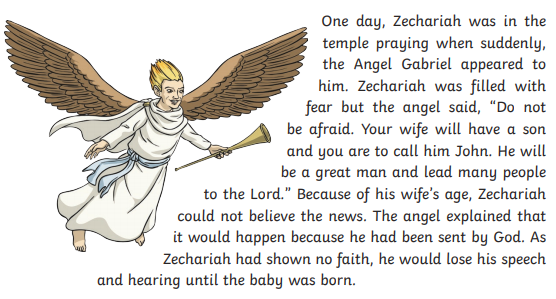 One day, Zechariah was in the
temple praying when suddenly,
the Angel Gabriel appeared to
him. Zechariah was filled with
fear but the angel said, “Do not
be afraid. Your wife will have a son
and you are to call him John. He will
be a great man and lead many people
to the Lord.” Because of his wife’s age, Zechariah
could not believe the news. The angel explained that
it would happen because he had been sent by God. As
Zechariah had shown no faith, he would lose his speech
and hearing until the baby was born.